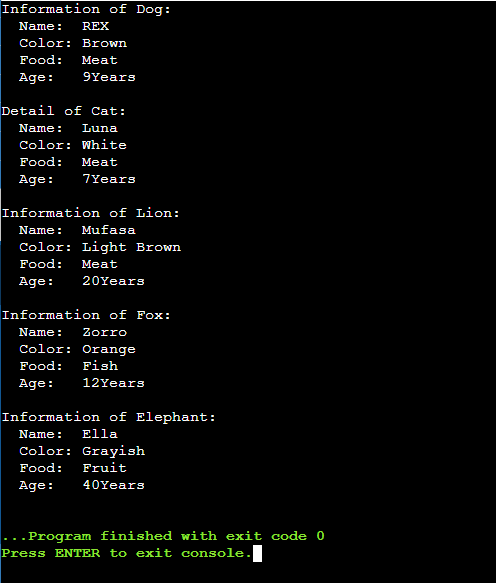 Information of Dog:
  Name:  REX
  Color: Brown
  Food:  Meat
  Age:   9Years

Detail of Cat:
  Name:  Luna
  Color: White
  Food:  Meat
  Age:   7Years

Information of Lion:
  Name:  Mufasa
  Color: Light Brown
  Food:  Meat
  Age:   20Years

Information of Fox:
  Name:  Zorro
  Color: Orange
  Food:  Fish
  Age:   12Years

Information of Elephant:
  Name:  Ella
  Color: Grayish
  Food:  Fruit
  Age:   40Years


...Program finished with exit code 0
Press ENTER to exit console.